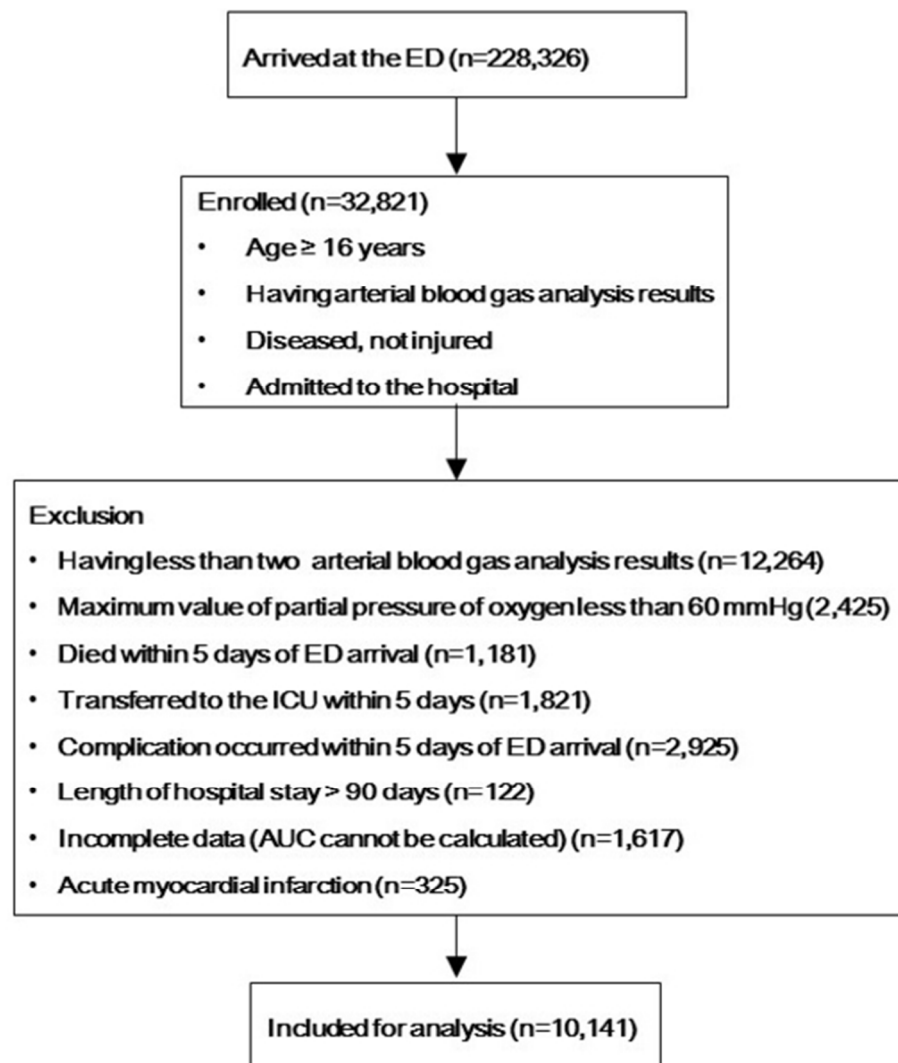 Arrived at the ED (n=228,326)
Enrolled (n=32,821)
• Age ≥ 16 years
• Having arterial blood gas analysis results
• Diseased, not injured
• Admitted to the hospital
Exclusion
• Having less than two arterial blood gas analysis results (n=12,264)
• Maximum value of partial pressure of oxygen less than 60 mmHg (2,425)
• Died within 5 days of ED arrival (n=1,181)
• Transferred to the ICU within 5 days (n=1,821)
• Complication occurred within 5 days of ED arrival (n=2,925)
• Length of hospital stay > 90 days (n=122)
• Incomplete data (AUC cannot be calculated) (n=1,617)
• Acute myocardial infarction (n=325)
Included for analysis (n=10,141)